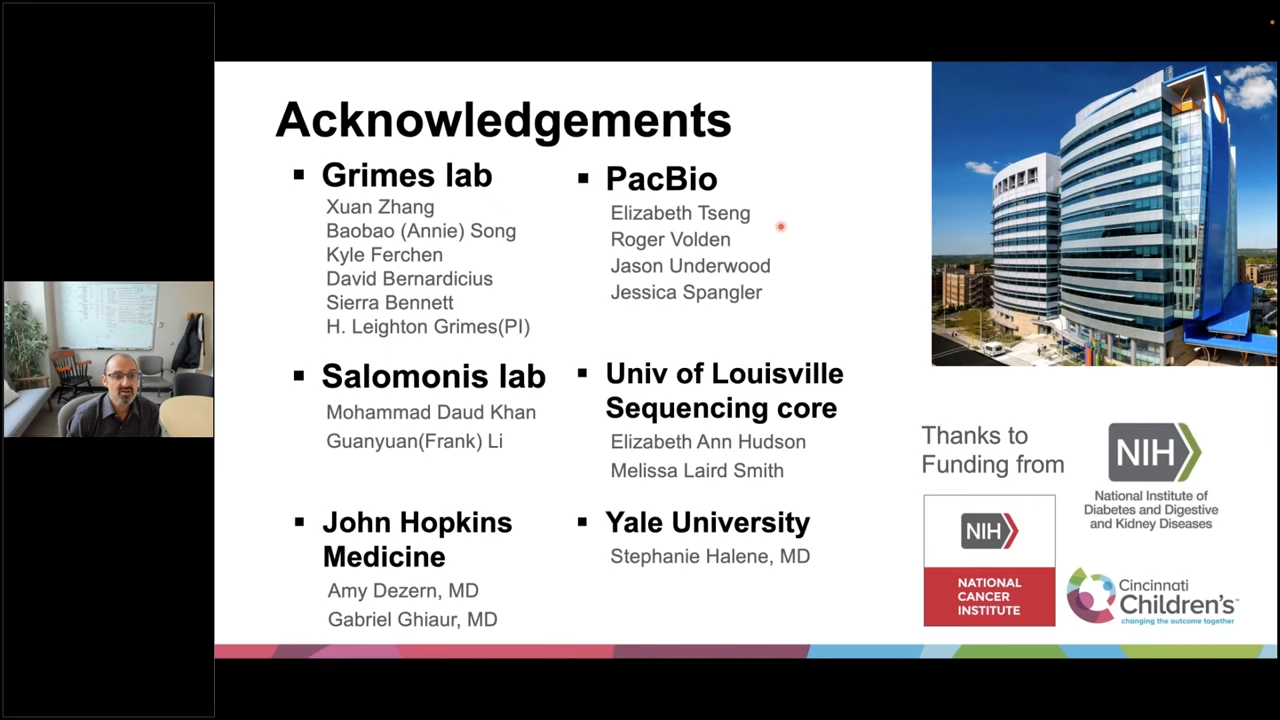 Acknowledgements
▪ Grimes lab
Xuan Zhang
Baobao (Annie) Song
Kyle Ferchen
David Bernardicius
Sierra Bennett
H. Leighton Grimes(PI)
▪ Salomonis lab
Mohammad Daud Khan
Guanyuan(Frank) Li
▪ John Hopkins
Medicine
Amy Dezern, MD
Gabriel Ghiaur, MD
▪ PacBio
Elizabeth Tseng
Roger Volden
Jason Underwood
Jessica Spangler
▪ Univ of Louisville
Sequencing core
Elizabeth Ann Hudson
Melissa Laird Smith
▪ Yale University
Stephanie Halene, MD
Thanks to
Funding from
NIH
National Institute of
Diabetes and Digestive
and Kidney Diseases
NIH
NATIONAL
CANCER
INSTITUTE
Cincinnati
Children's™
changing the outcome together